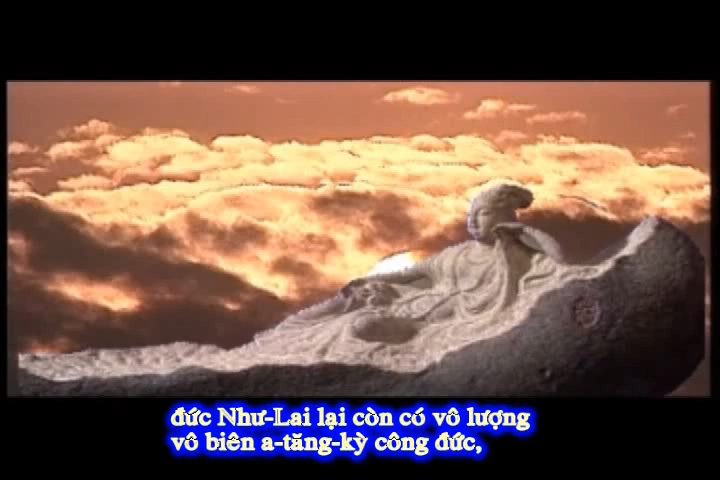 đức Như-Lai lại còn có vô lượng
vô biên a-tăng-kỳ công đức,